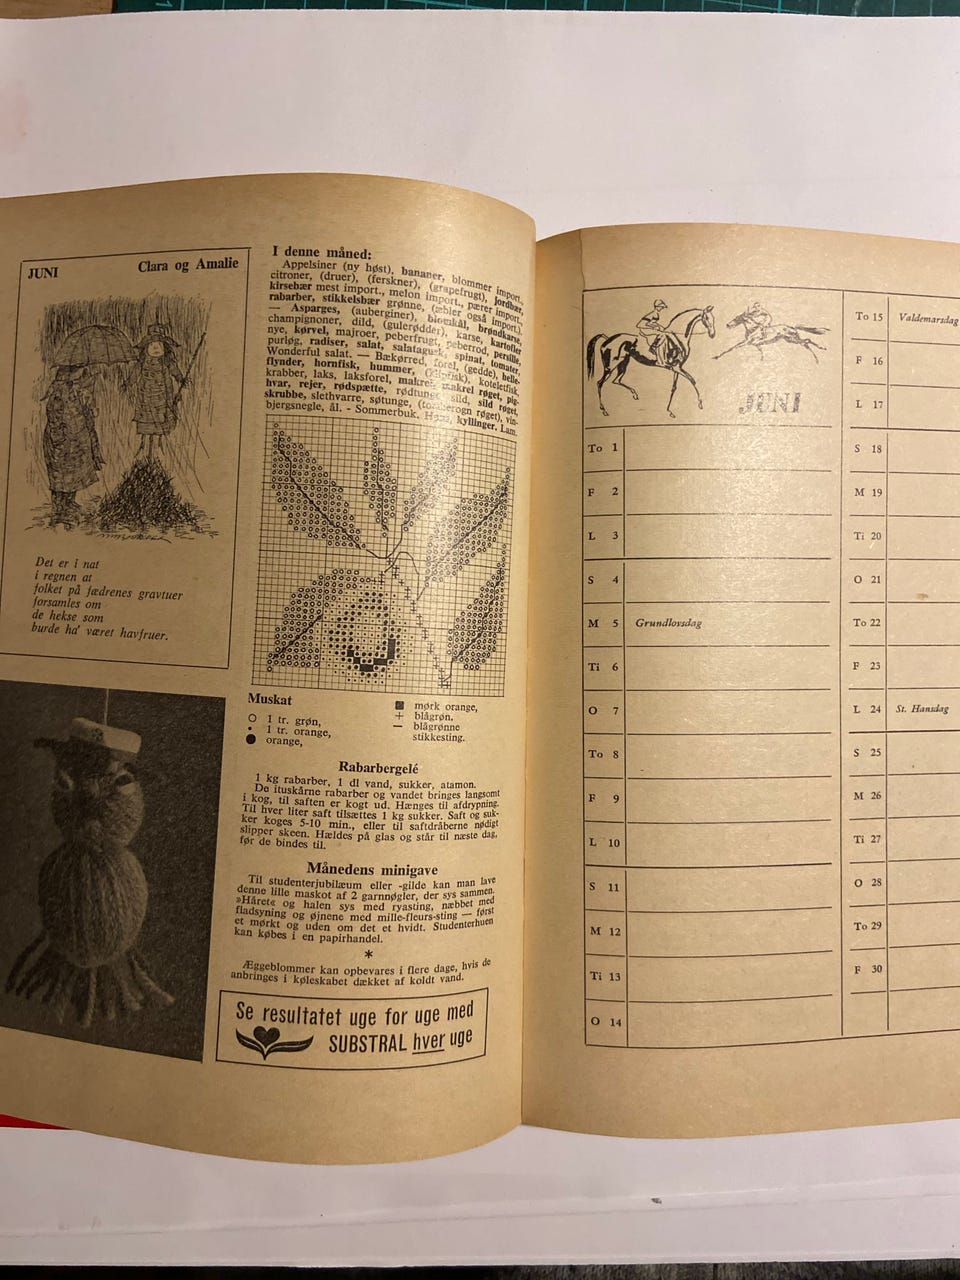 JUNI Clara og Amalie
Det er i nat
i regnen at
folket på fædrenes gravtuer
forsamles om
de hekse som
burde ha' været havfruer.
I denne måned:
Appelsiner (ny høst), bananer, blommer import.,
citroner, (druer), (ferskner), (grapefrugt), jordbær,
kirsebær mest import., melon import., pærer import.,
rabarber, stikkelsbær grønne, (æbler også import.).
— Asparges, (auberginer), blomkål, brøndkarse,
champignoner, dild, (gulerødder), karse, kartofler
nye, kørvel, majroer, peberfrugt, peberrod, persille,
purløg, radiser, salat, salatagurk, spinat, tomater,
Wonderful salat. — Bækørred, forel, (gedde), helle-
flynder, hornfisk, hummer, koteletfisk,
krabber, laks, laksforel, makrel, makrel røget, pig-
hvar, rejer, rødspætte, rødtunge, sild, sild røget,
skrubbe, slethvarre, søtunge, (torskerogn røget), vin-
bjergsnegle, ål. - Sommerbuk. Høns, kyllinger. Lam.
Muskat
1 tr. grøn,
1 tr. orange,
orange,
mørk orange,
blågrøn.
blågrønne
stikkesting.
Rabarbergelé
1 kg rabarber, 1 dl vand, sukker, atamon.
De ituskårne rabarber og vandet bringes langsomt
i kog, til saften er kogt ud. Hænges til afdrypning.
Til hver liter saft tilsættes 1 kg sukker. Saft og suk-
ker koges 5-10 min., eller til saftdråberne nødigt
slipper skeen. Hældes på glas og står til næste dag,
før de bindes til.
Månedens minigave
Til studenterjubilæum eller -gilde kan man lave
denne lille maskot af 2 garnnøgler, der sys sammen.
»Håret« og halen sys med ryasting, næbbet med
fladsyning og øjnene med mille-fleurs-sting — først
et mørkt og uden om det et hvidt. Studenterhuen
kan købes i en papirhandel.
*
Æggeblommer kan opbevares i flere dage, hvis de
anbringes i køleskabet dækket af koldt vand.
Se resultatet uge for uge med
SUBSTRAL hver uge
JUNI
To 1
F 2
L 3
S 4
M 5 Grundlovsdag
Ti 6
O 7
To 8
F 9
L 10
S 11
M 12
Ti 13
O 14
To 15 Valdemarsdag
F 16
L 17
S 18
M 19
Ti 20
O 21
To 22
F 23
L 24 St. Hansdag
S 25
M 26
Ti 27
O 28
To 29
F 30